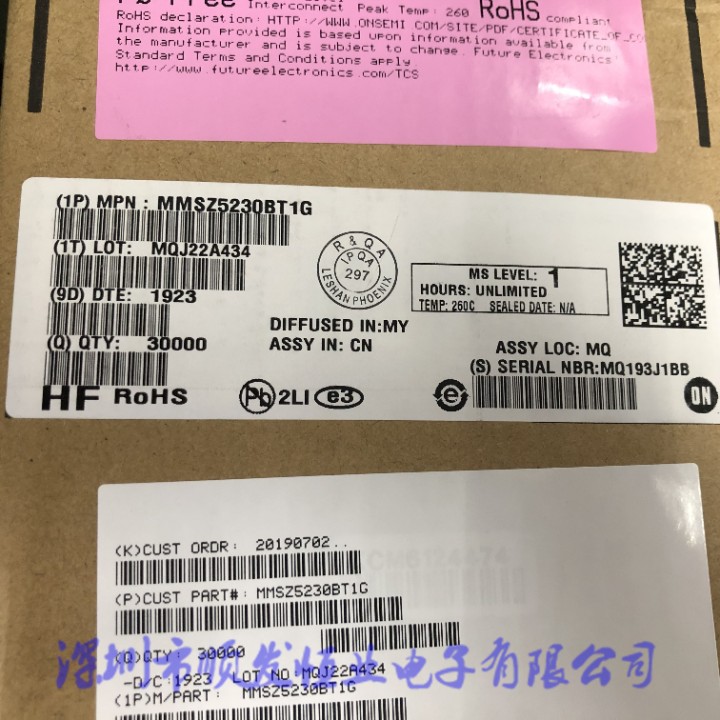 Interconnect Peak Temp: 260 RoHS compliant
RoHS declaration: HTTP://WWW.ONSEMI COM/SITE/PDF/CERTIFICATE_OF_CO
Information provided is based upon information available from
the manufacturer and is subject to change. Future Electronics
Standard Terms and Conditions apply
http://www.futureelectronics.com/TCS
(1P) MPN : MMSZ5230BT1G
(1T) LOT: MQJ22A434
(9D) DTE: 1923
(Q) QTY: 30000
R & QA
IPQA
297
LESHAN PHOENIX
MS LEVEL: 1
HOURS: UNLIMITED
TEMP: 260C SEALED DATE: N/A
DIFFUSED IN:MY
ASSY IN: CN
ASSY LOC: MQ
(S) SERIAL NBR:MQ193J1BB
HF RoHS Pb 2LI e3 e ON
(K)CUST ORDR: 20190702..
(P)CUST PART#: MMSZ5230BT1G
(Q)QTY: 30000
深圳市顺发恒业电子有限公司
-D/C:1923 LOT NO:MQJ22A434
(1P)M/PART: MMSZ5230BT1G